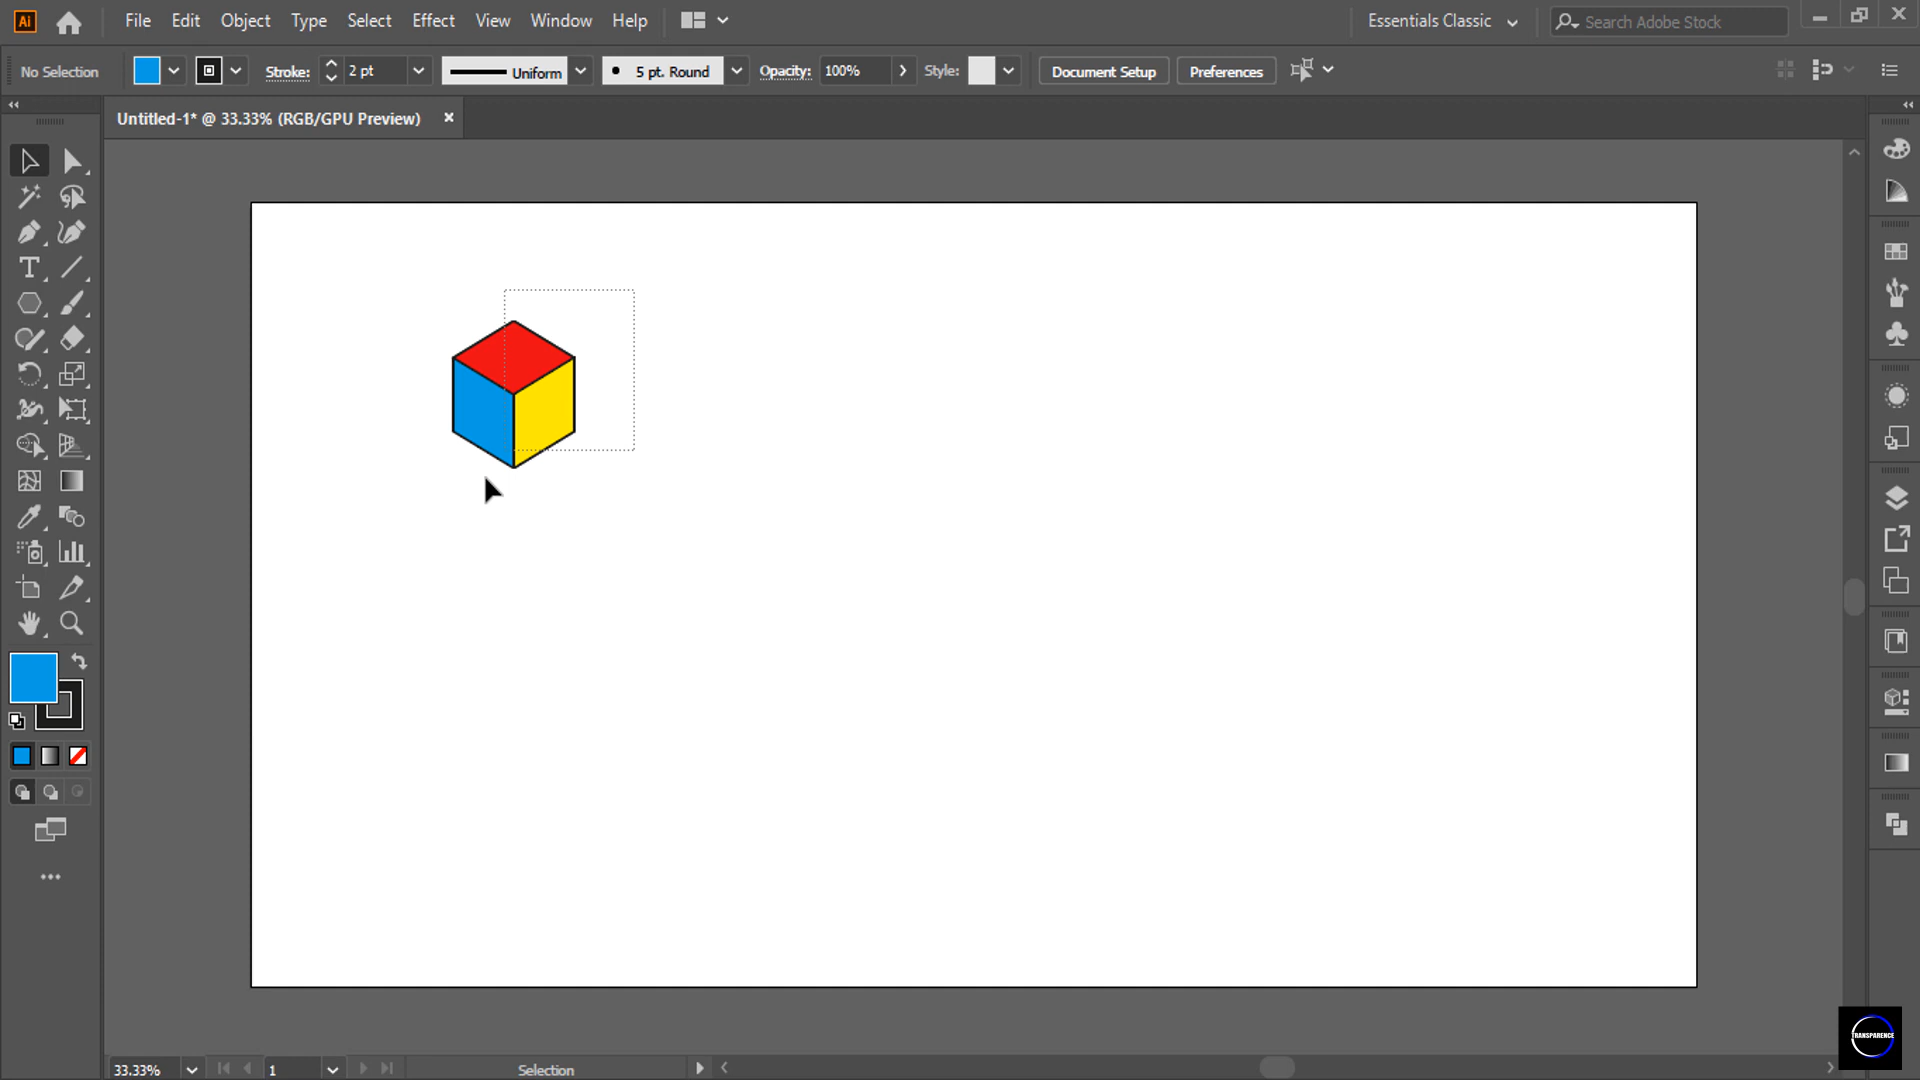 Ai File Edit Object Type Select Effect View Window Help Essentials Classic Search Adobe Stock
No Selection Stroke: 2 pt Uniform 5 pt. Round Opacity: 100% Style: Document Setup Preferences
Untitled-1* @ 33.33% (RGB/GPU Preview)
33.33% 1 Selection
TRANSPARENCE